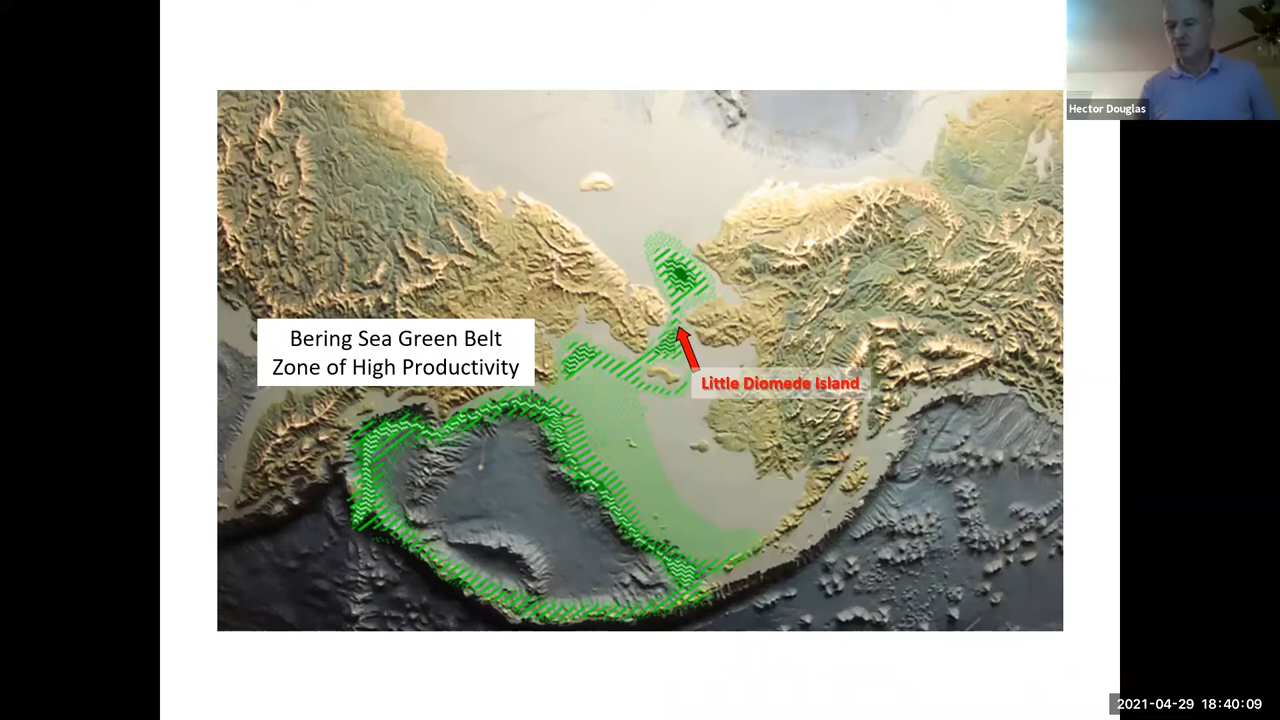 Hector Douglas
Bering Sea Green Belt
Zone of High Productivity
Little Diomede Island
2021-04-29 18:40:09